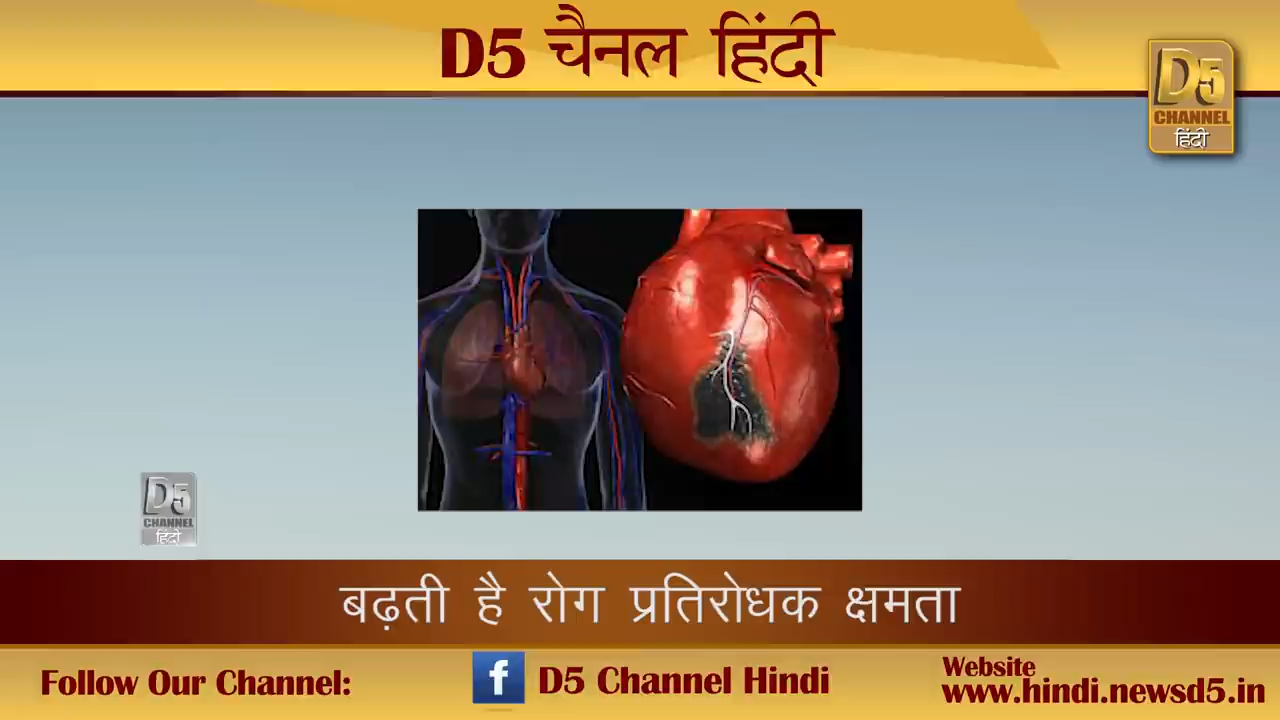 D5 चैनल हिंदी
D5
CHANNEL
हिंदी
D5
CHANNEL
हिंदी
बढ़ती है रोग प्रतिरोधक क्षमता
Follow Our Channel:
f D5 Channel Hindi
Website
www.hindi.newsd5.in